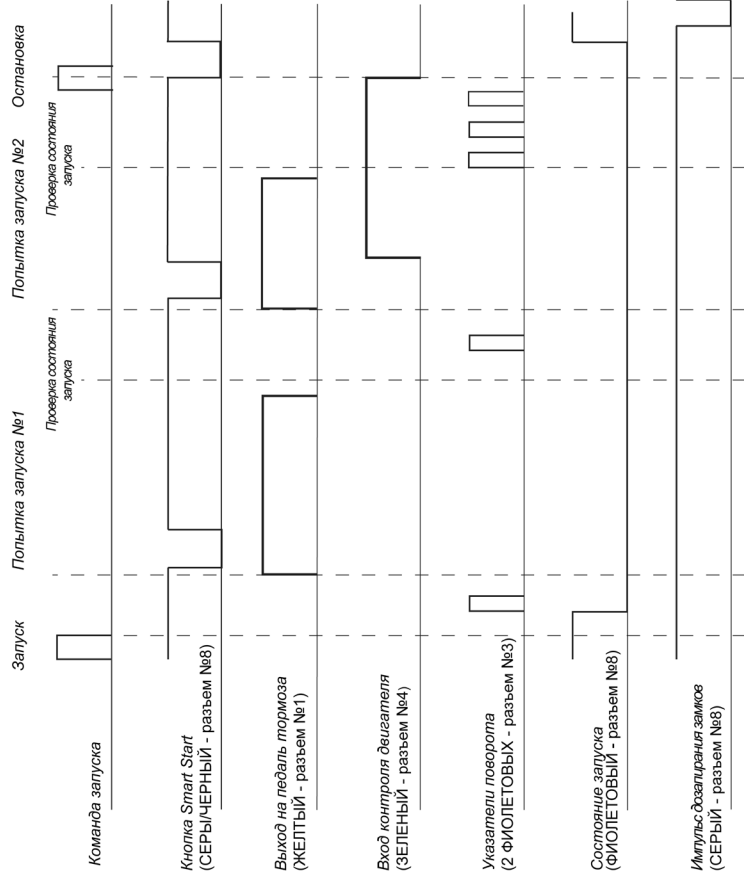 Запуск
Попытка запуска №1
Проверка состояния
запуска
Попытка запуска №2
Проверка состояния
запуска
Остановка
Команда запуска
Кнопка Smart Start
(СЕРЫ/ЧЕРНЫЙ - разъем №8)
Выход на педаль тормоза
(ЖЕЛТЫЙ - разъем №1)
Вход контроля двигателя
(ЗЕЛЕНЫЙ - разъем №4)
Указатели поворота
(2 ФИОЛЕТОВЫХ - разъем №3)
Состояние запуска
(ФИОЛЕТОВЫЙ - разъем №8)
Импульс дозапирания замков
(СЕРЫЙ - разъем №8)